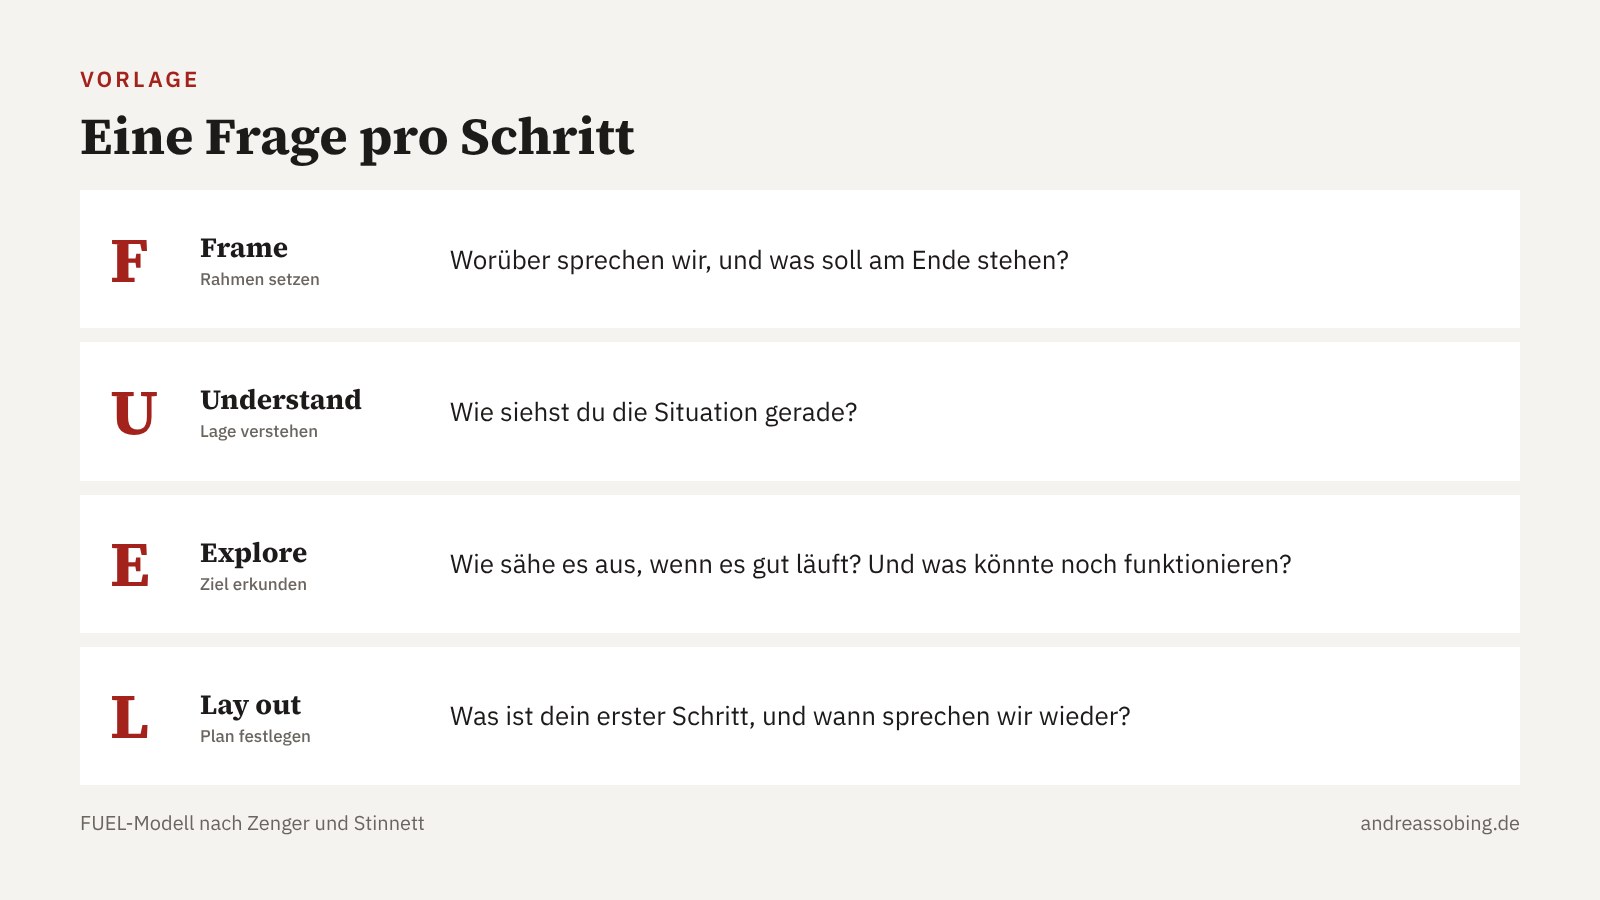 VORLAGE
Eine Frage pro Schritt
F
Frame
Rahmen setzen
Worüber sprechen wir, und was soll am Ende stehen?
U
Understand
Lage verstehen
Wie siehst du die Situation gerade?
E
Explore
Ziel erkunden
Wie sähe es aus, wenn es gut läuft? Und was könnte noch funktionieren?
L
Lay out
Plan festlegen
Was ist dein erster Schritt, und wann sprechen wir wieder?
FUEL-Modell nach Zenger und Stinnett
andreassobing.de